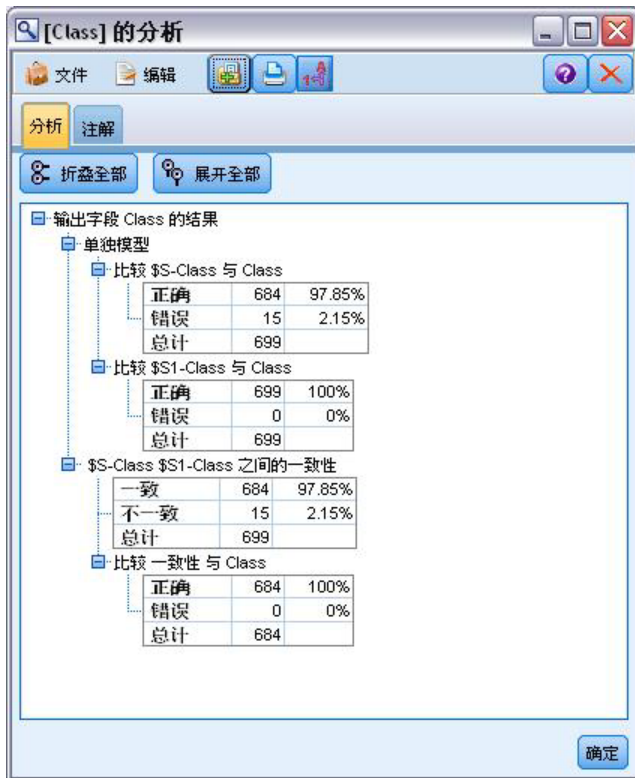 [Class] 的分析
文件 编辑
分析 注解
折叠全部 展开全部
输出字段 Class 的结果
单独模型
比较 $S-Class 与 Class
正确 684 97.85%
错误 15 2.15%
总计 699
比较 $S1-Class 与 Class
正确 699 100%
错误 0 0%
总计 699
$S-Class $S1-Class 之间的一致性
一致 684 97.85%
不一致 15 2.15%
总计 699
比较 一致性 与 Class
正确 684 100%
错误 0 0%
总计 684
确定